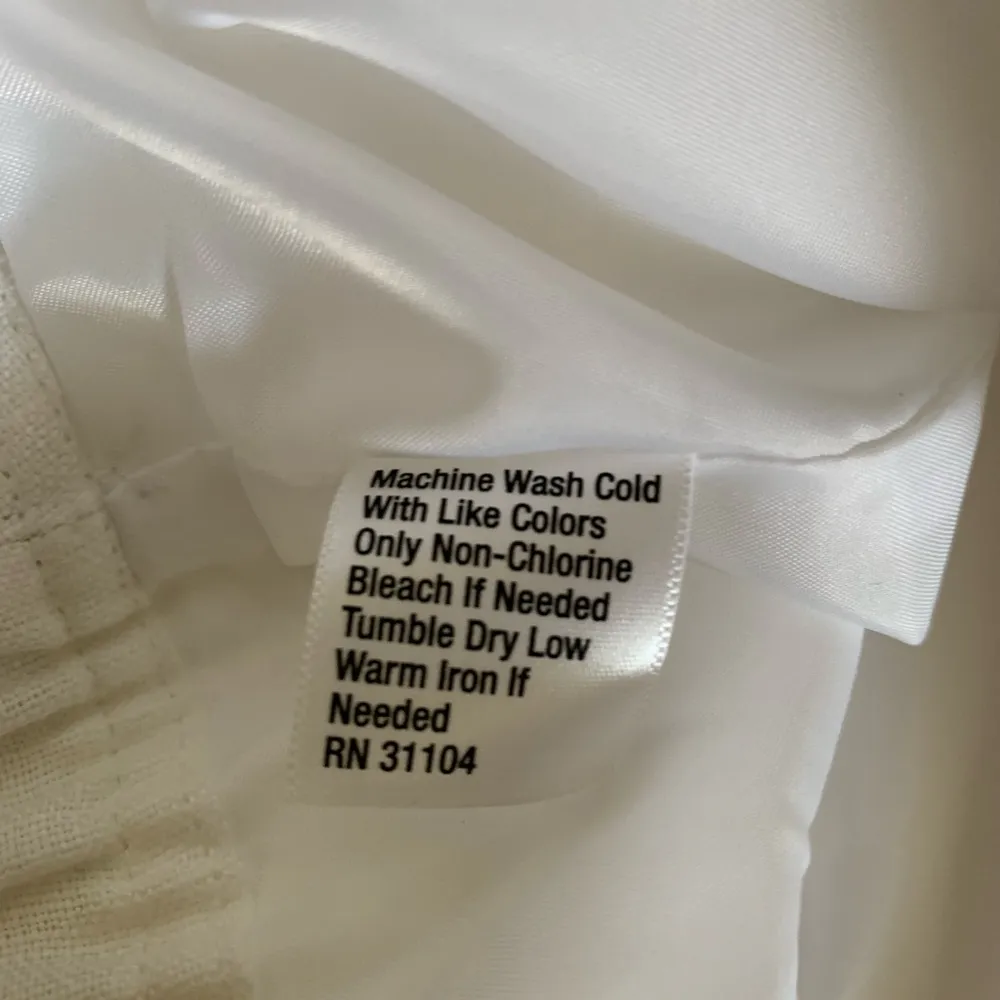 Machine Wash Cold
With Like Colors
Only Non-Chlorine
Bleach If Needed
Tumble Dry Low
Warm Iron If
Needed
RN 31104